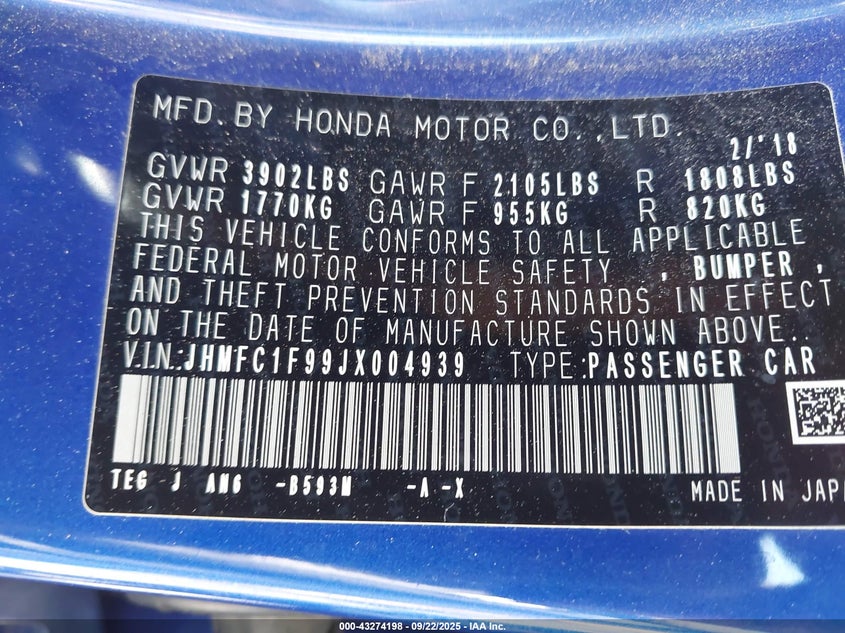 MFD. BY HONDA MOTOR CO.,LTD.
2/'18
GVWR 3902LBS GAWR F 2105LBS R 1808LBS
GVWR 1770KG GAWR F 955KG R 820KG
THIS VEHICLE CONFORMS TO ALL APPLICABLE
FEDERAL MOTOR VEHICLE SAFETY , BUMPER ,
AND THEFT PREVENTION STANDARDS IN EFFECT
ON THE DATE OF MANUFACTURE SHOWN ABOVE..
V.I.N.:JHMFC1F99JX004939 TYPE:PASSENGER CAR
TEG J AN6 -B593M -A -X
MADE IN JAPA
000-43274198 - 09/22/2025 - IAA Inc.